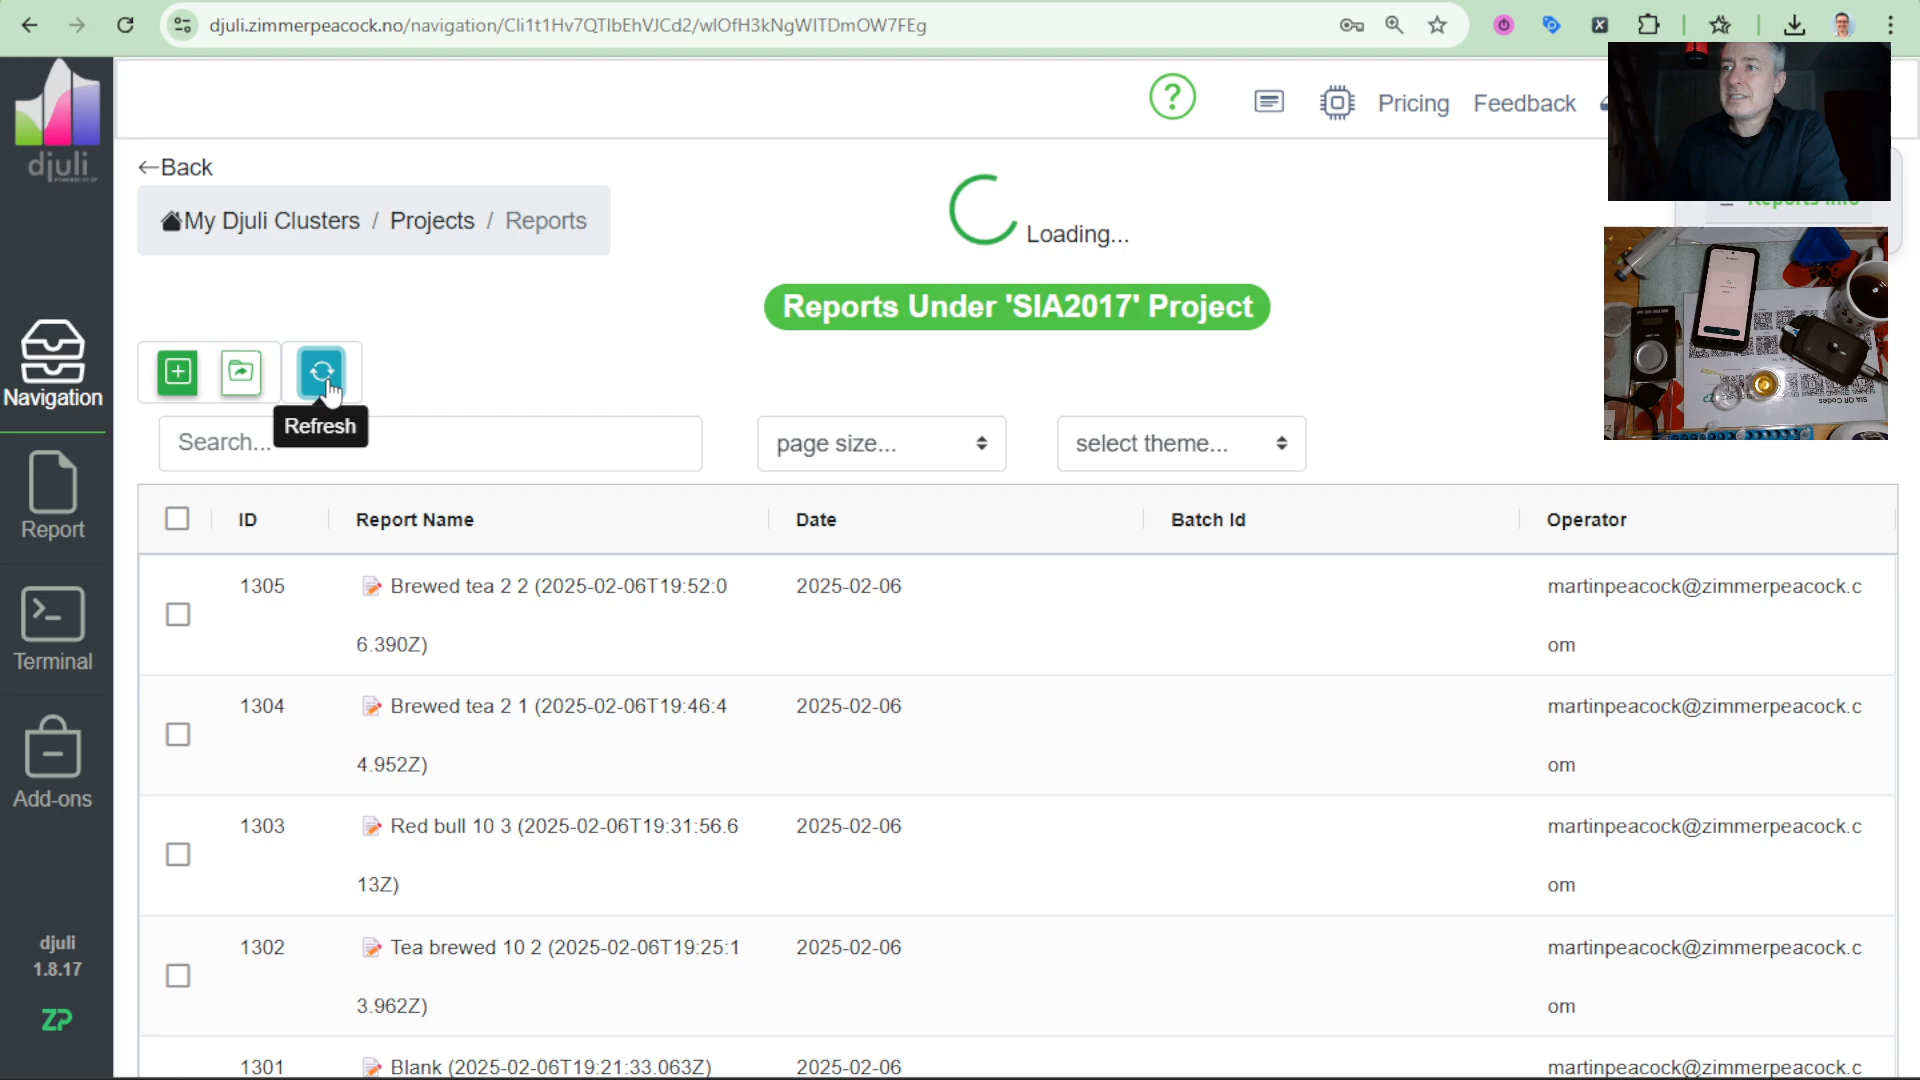 djuli.zimmerpeacock.no/navigation/Cli1t1Hv7QTIbEhVJCd2/wlOfH3kNgWITDmOW7FEg
djuli
?
Pricing
Feedback
←Back
My Djuli Clusters / Projects / Reports
Loading...
Reports Info
Reports Under 'SIA2017' Project
Navigation
Refresh
Search...
page size...
select theme...
SIA QR Codes
Report
ID
Report Name
Date
Batch Id
Operator
1305
Brewed tea 2 2 (2025-02-06T19:52:0
6.390Z)
2025-02-06
martinpeacock@zimmerpeacock.c
om
Terminal
1304
Brewed tea 2 1 (2025-02-06T19:46:4
4.952Z)
2025-02-06
martinpeacock@zimmerpeacock.c
om
Add-ons
1303
Red bull 10 3 (2025-02-06T19:31:56.6
13Z)
2025-02-06
martinpeacock@zimmerpeacock.c
om
djuli
1.8.17
1302
Tea brewed 10 2 (2025-02-06T19:25:1
3.962Z)
2025-02-06
martinpeacock@zimmerpeacock.c
om
ZP
1301
Blank (2025-02-06T19:21:33.063Z)
2025-02-06
martinpeacock@zimmerpeacock.c